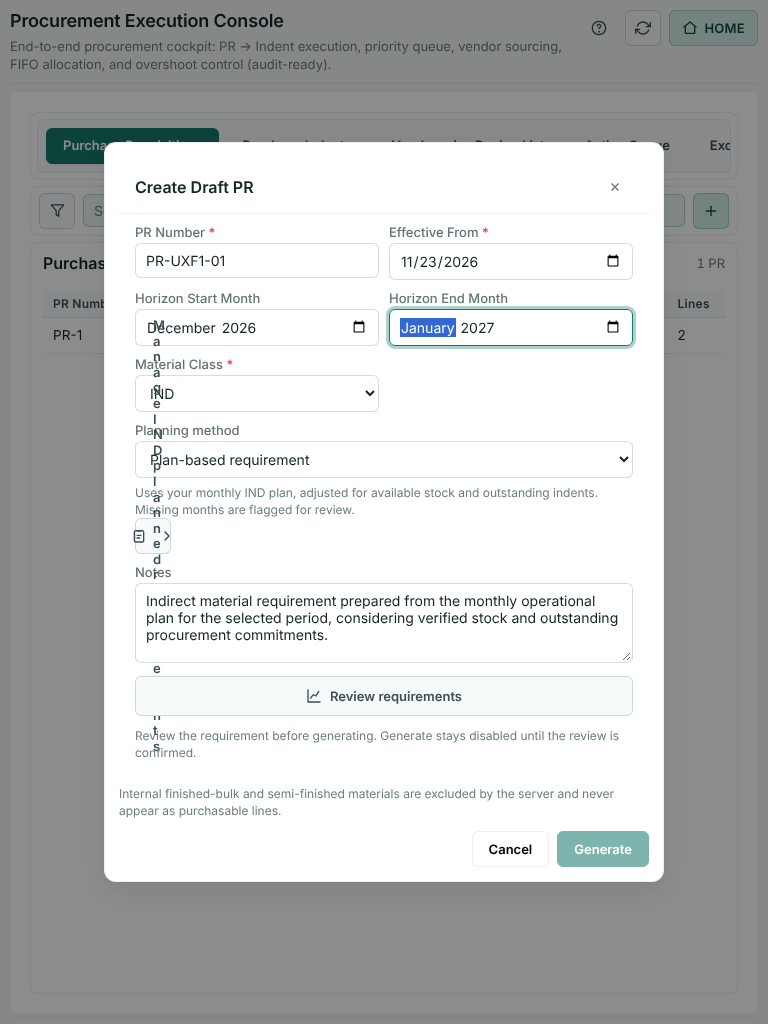 Procurement Execution Console
End-to-end procurement cockpit: PR → Indent execution, priority queue, vendor sourcing,
FIFO allocation, and overshoot control (audit-ready).
HOME
Purchas
1 PR
PR Numb
Lines
PR-1
2
Create Draft PR
×
PR Number *
Effective From *
PR-UXF1-01
11/23/2026
Horizon Start Month
Horizon End Month
December 2026
January 2027
Material Class *
IND
Planning method
Plan-based requirement
Uses your monthly IND plan, adjusted for available stock and outstanding indents.
Missing months are flagged for review.
Notes
Indirect material requirement prepared from the monthly operational
plan for the selected period, considering verified stock and outstanding
procurement commitments.
Review requirements
Review the requirement before generating. Generate stays disabled until the review is
confirmed.
Internal finished-bulk and semi-finished materials are excluded by the server and never
appear as purchasable lines.
Cancel
Generate